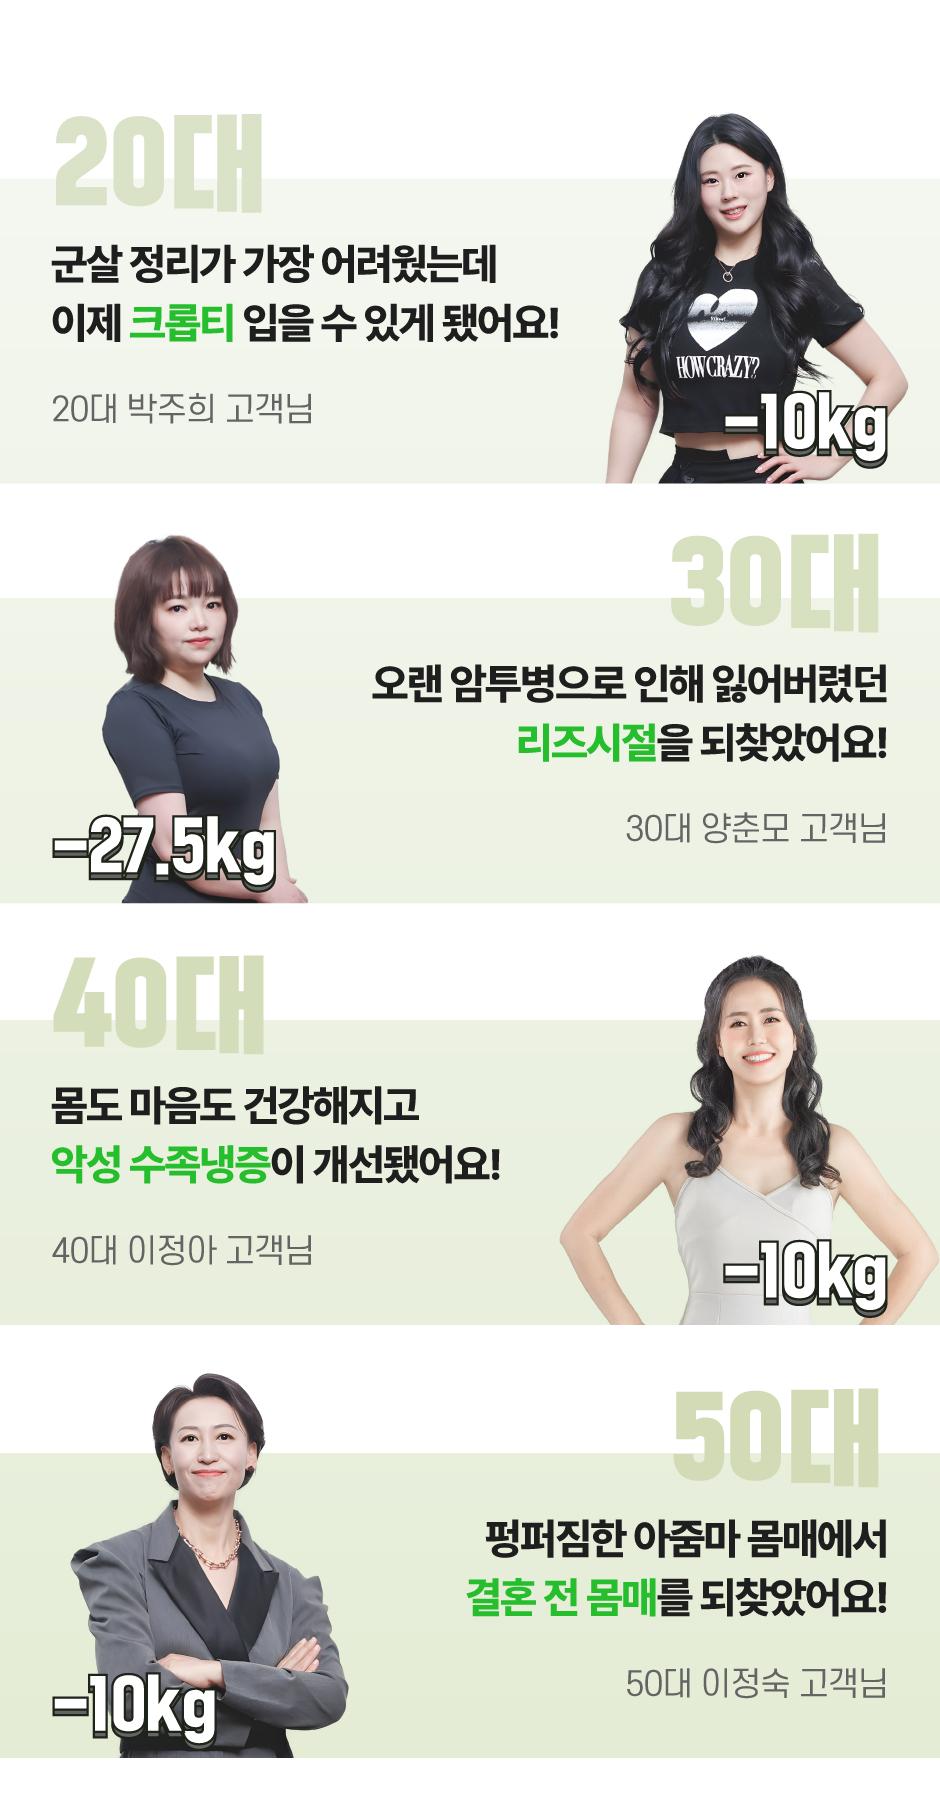 20대
군살 정리가 가장 어려웠는데
이제 크롭티 입을 수 있게 됐어요!
20대 박주희 고객님
HOW CRAZY?
-10kg
30대
오랜 암투병으로 인해 잃어버렸던
리즈시절을 되찾았어요!
30대 양춘모 고객님
-27.5kg
40대
몸도 마음도 건강해지고
악성 수족냉증이 개선됐어요!
40대 이정아 고객님
-10kg
50대
펑퍼짐한 아줌마 몸매에서
결혼 전 몸매를 되찾았어요!
50대 이정숙 고객님
-10kg